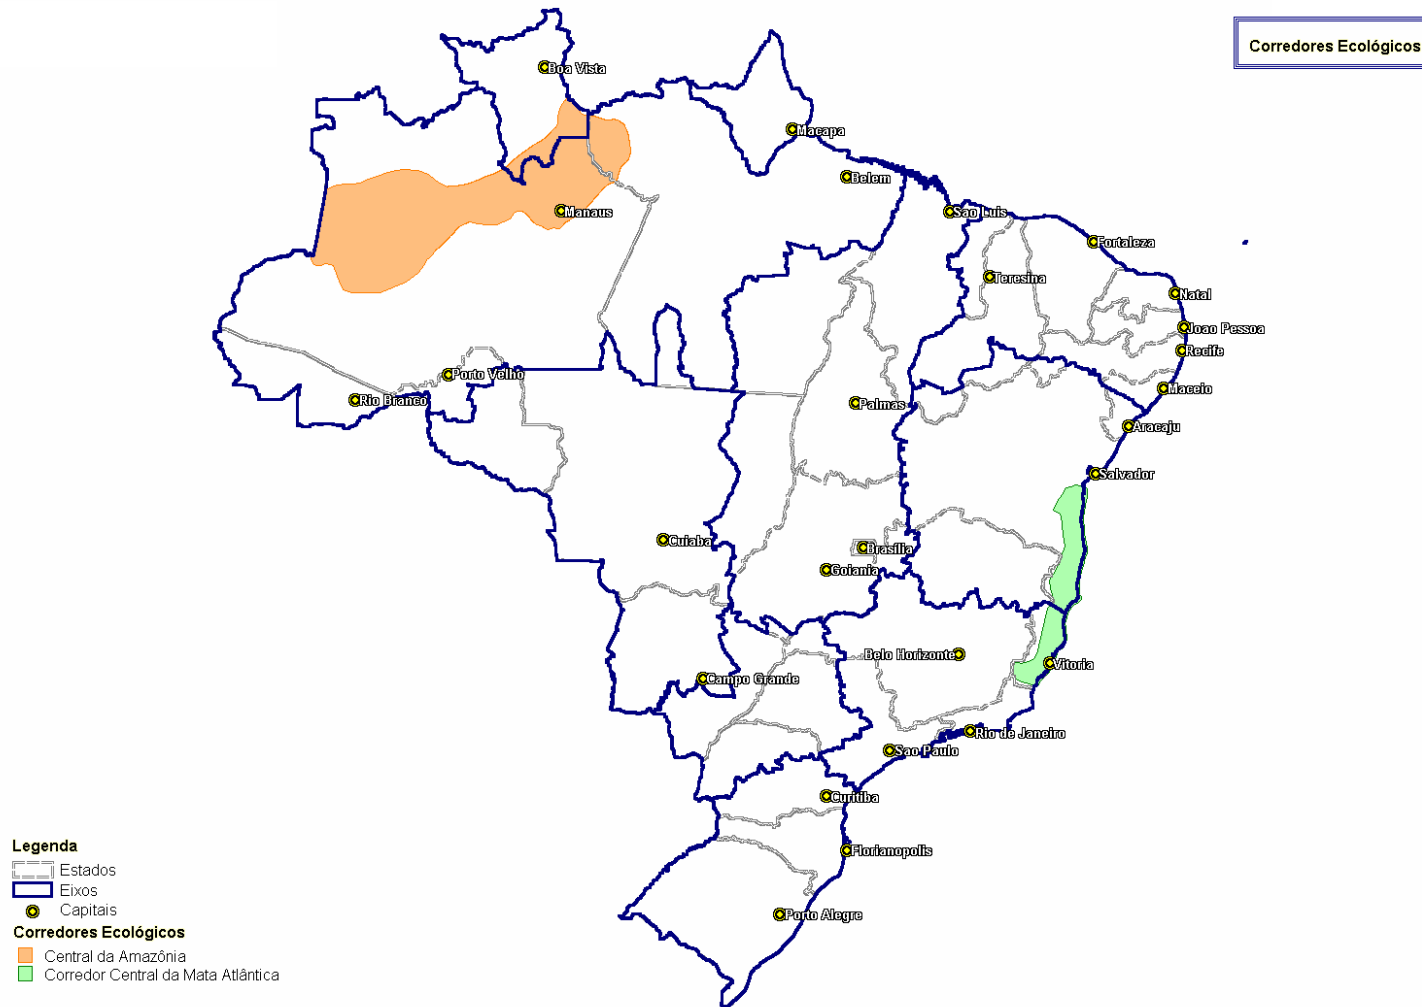 Corredores Ecológicos
Boa Vista
Macapa
Belem
Manaus
Sao Luis
Fortaleza
Teresina
Natal
Joao Pessoa
Recife
Porto Velho
Maceio
Rio Branco
Palmas
Aracaju
Salvador
Cuiaba
Brasilia
Goiania
Belo Horizonte
Vitoria
Campo Grande
Rio de Janeiro
Sao Paulo
Curitiba
Florianopolis
Porto Alegre
Legenda
Estados
Eixos
Capitais
Corredores Ecológicos
Central da Amazônia
Corredor Central da Mata Atlântica